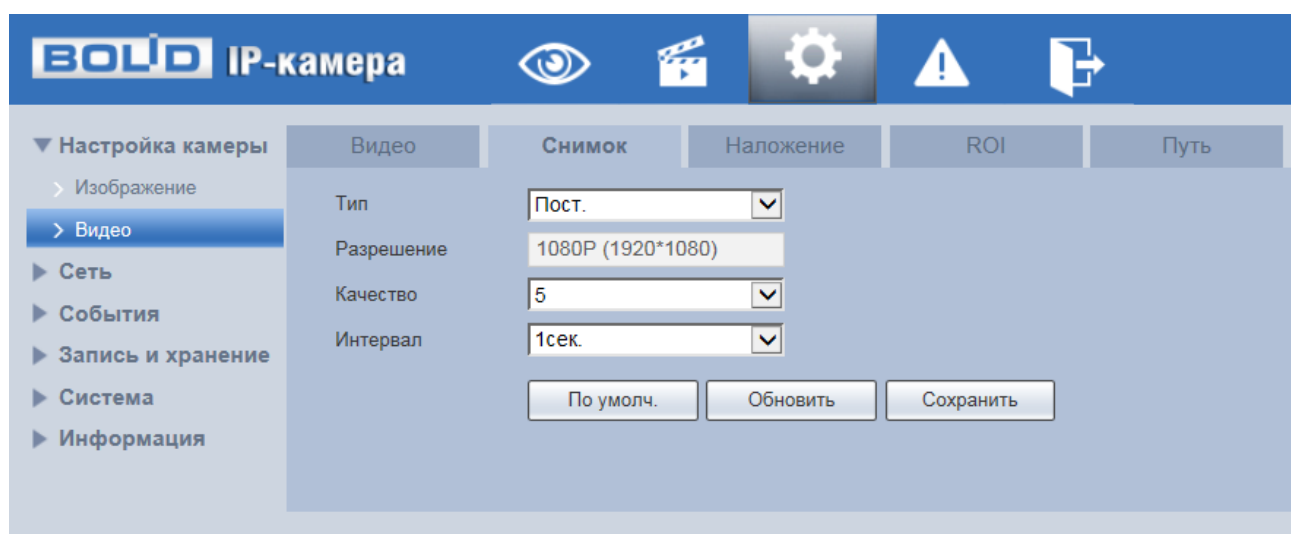 BOLID IP-камера
Настройка камеры
Изображение
Видео
Сеть
События
Запись и хранение
Система
Информация
Видео Снимок Наложение ROI Путь
Тип Пост.
Разрешение 1080P (1920*1080)
Качество 5
Интервал 1сек.
По умолч. Обновить Сохранить